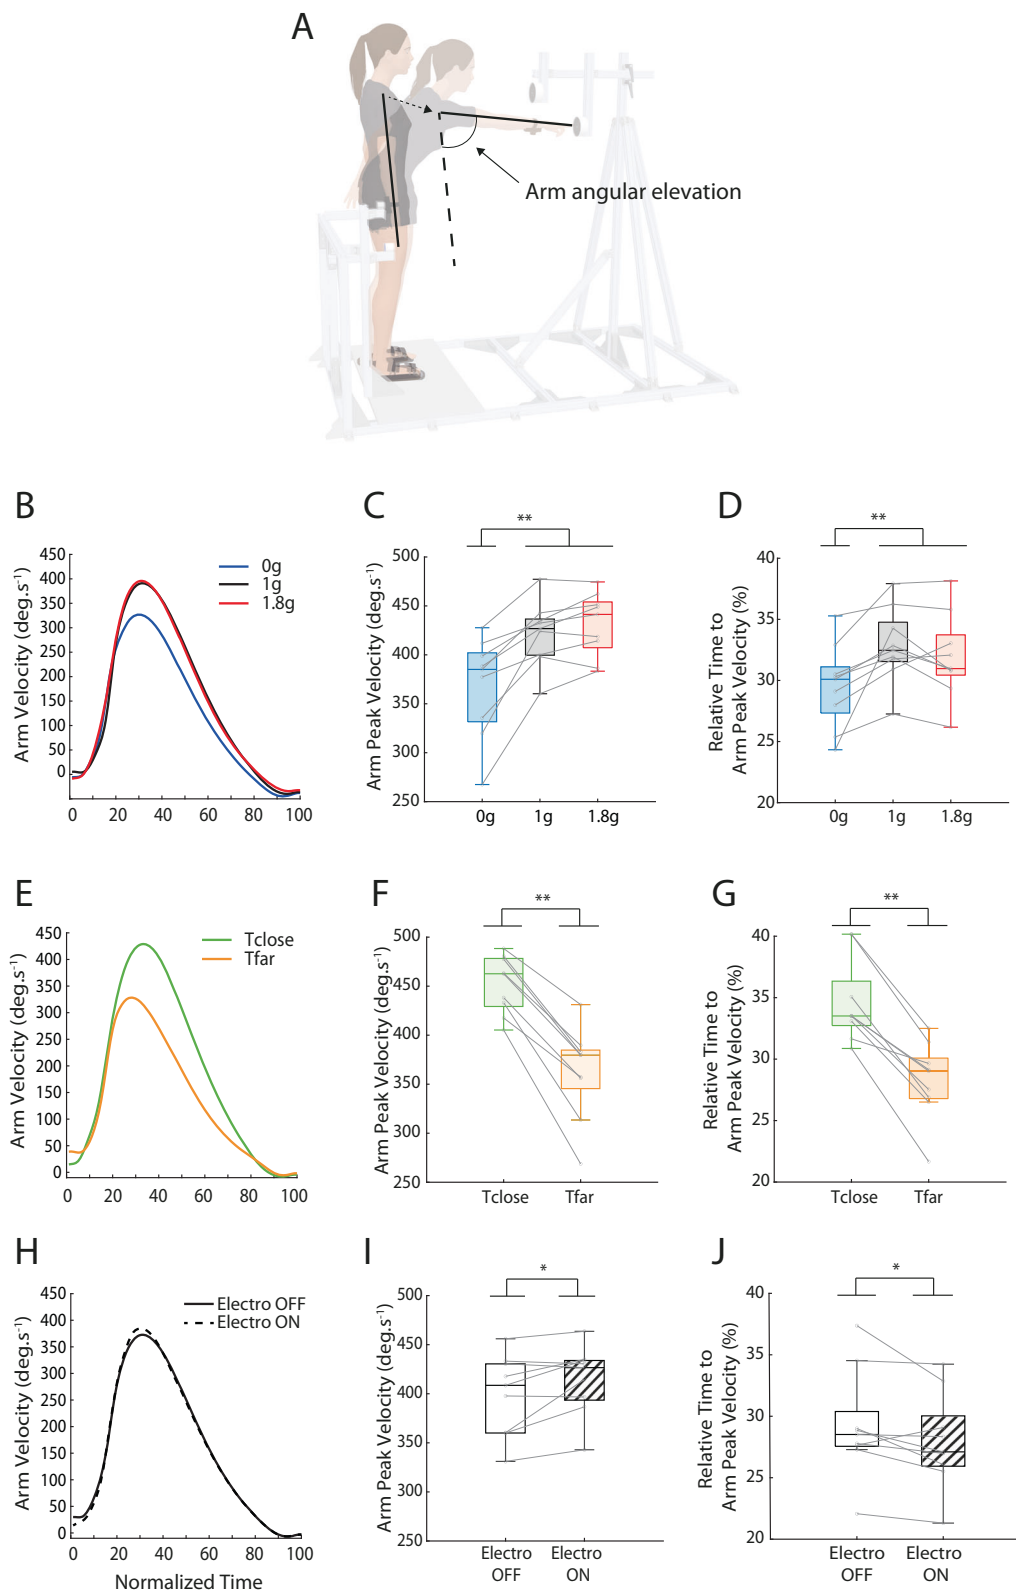 A
Arm angular elevation
B
Arm Velocity (deg.s⁻¹)
450
400
350
300
250
200
150
100
50
0
0g
1g
1.8g
0 20 40 60 80 100
C
**
Arm Peak Velocity (deg.s⁻¹)
500
450
400
350
300
250
0g 1g 1.8g
D
**
Relative Time to
Arm Peak Velocity (%)
40
35
30
25
20
0g 1g 1.8g
E
Arm Velocity (deg.s⁻¹)
450
400
350
300
250
200
150
100
50
0
Tclose
Tfar
0 20 40 60 80 100
F
**
Arm Peak Velocity (deg.s⁻¹)
500
450
400
350
300
250
Tclose Tfar
G
**
Relative Time to
Arm Peak Velocity (%)
40
35
30
25
20
Tclose Tfar
H
Arm Velocity (deg.s⁻¹)
450
400
350
300
250
200
150
100
50
0
Electro OFF
Electro ON
0 20 40 60 80 100
Normalized Time
I
*
Arm Peak Velocity (deg.s⁻¹)
500
450
400
350
300
250
Electro Electro
OFF ON
J
*
Relative Time to
Arm Peak Velocity (%)
40
35
30
25
20
Electro Electro
OFF ON